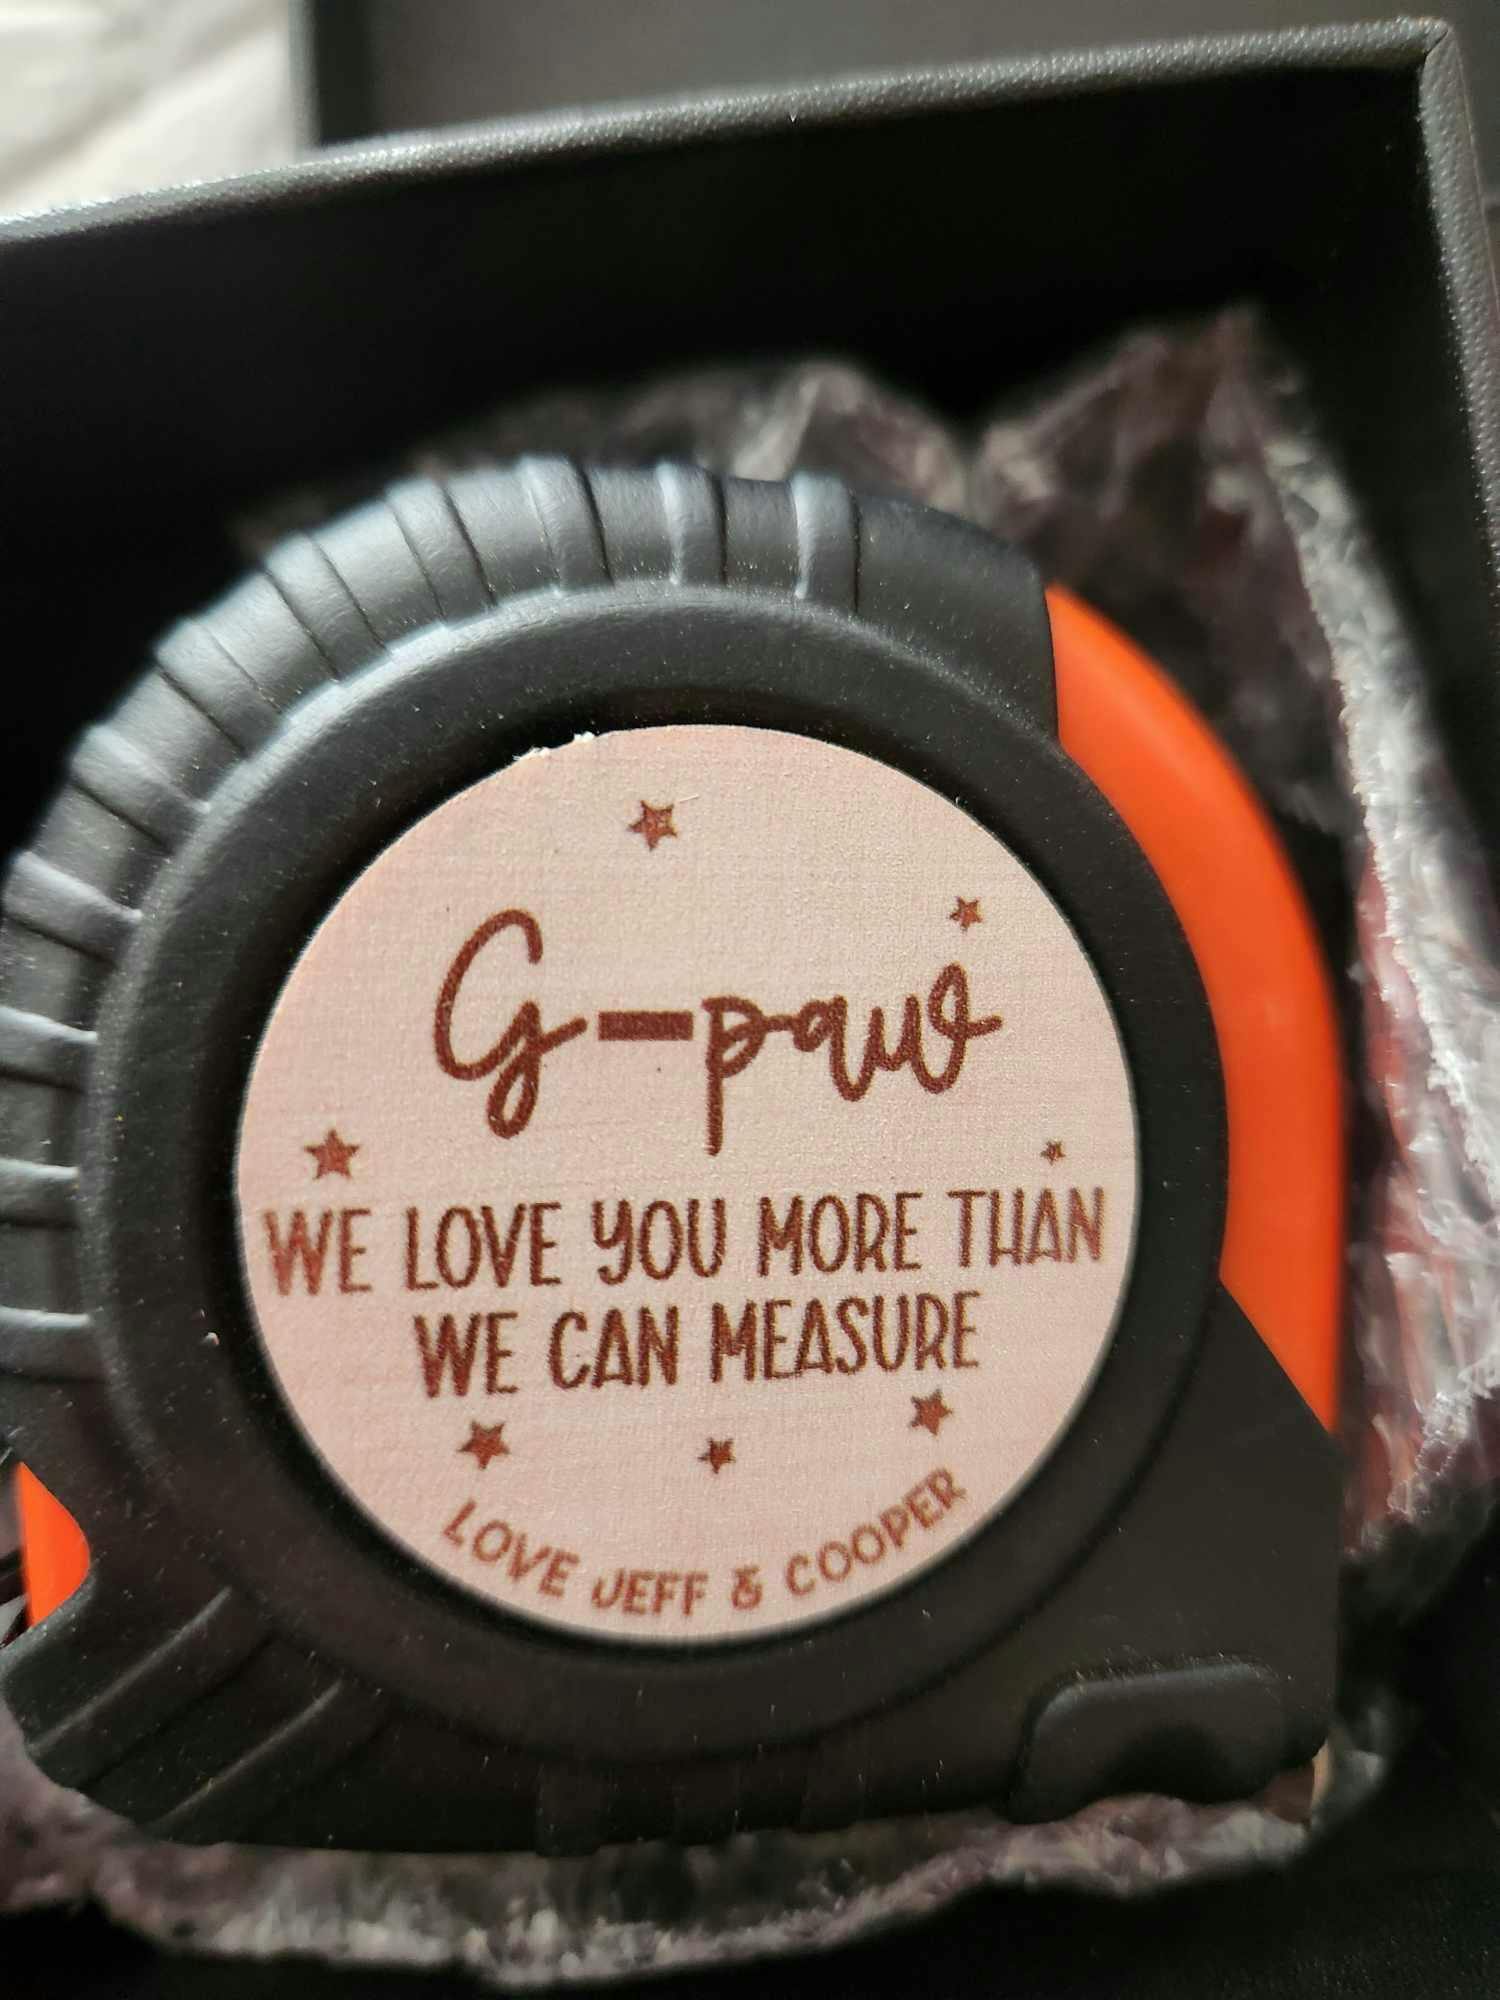 G-paw
WE LOVE YOU MORE THAN
WE CAN MEASURE
LOVE JEFF & COOPER